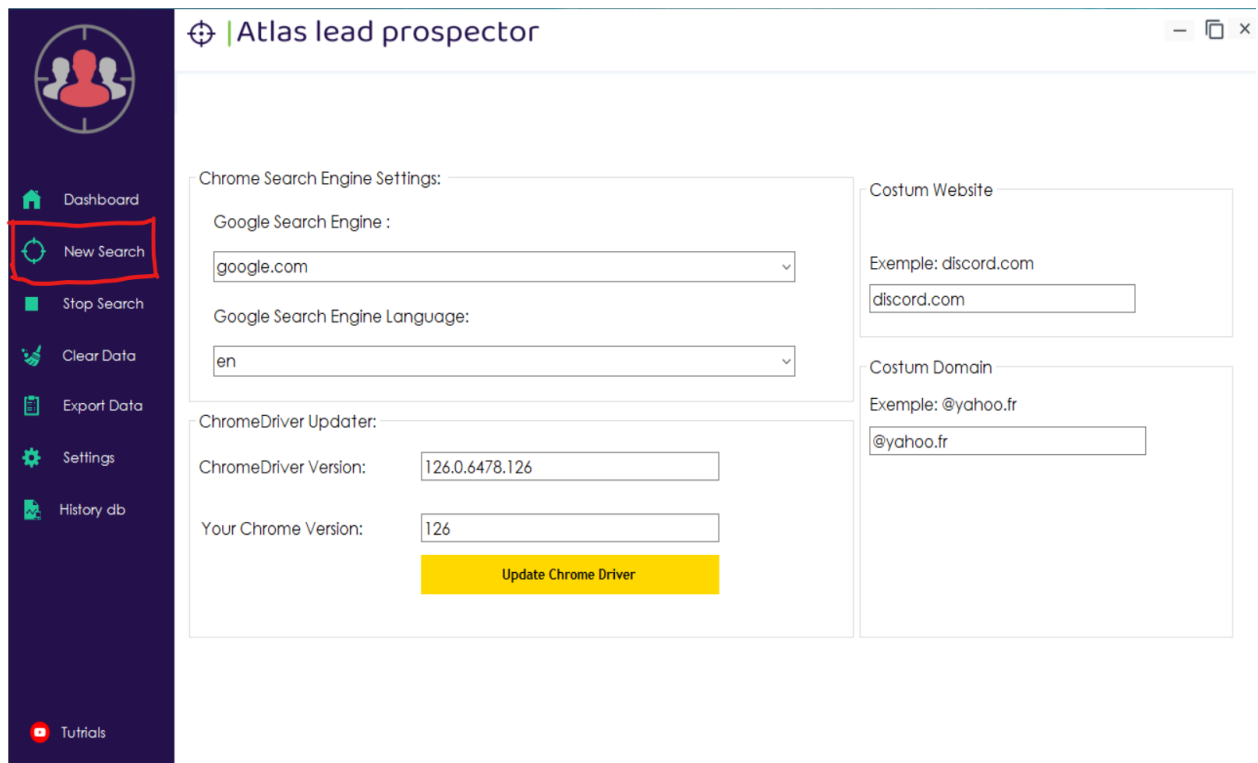 |Atlas lead prospector
Dashboard
New Search
Stop Search
Clear Data
Export Data
Settings
History db
Tutrials
Chrome Search Engine Settings:
Google Search Engine :
google.com
Google Search Engine Language:
en
ChromeDriver Updater:
ChromeDriver Version:
126.0.6478.126
Your Chrome Version:
126
Update Chrome Driver
Costum Website
Exemple: discord.com
discord.com
Costum Domain
Exemple: @yahoo.fr
@yahoo.fr